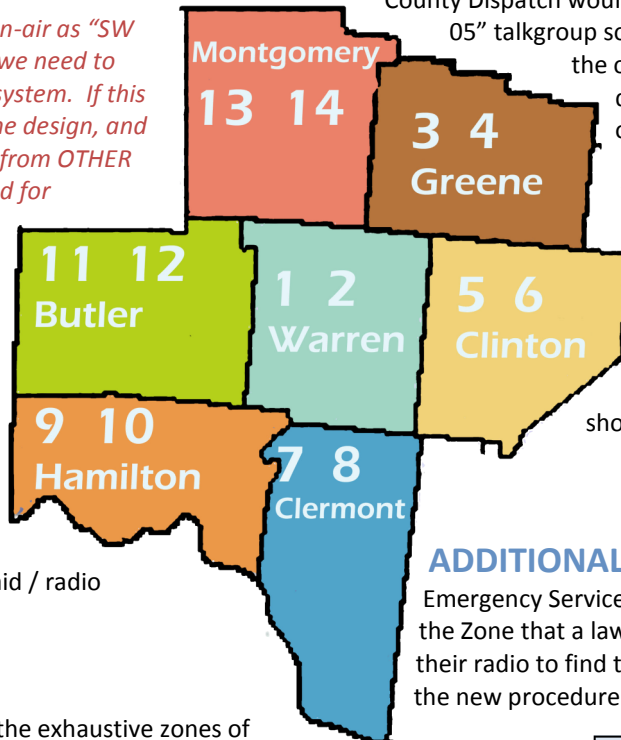 County Dispatch would
n-air as "SW
we need to
system. If this
ne design, and
from OTHER
d for
05" talkgroup sc
the c
Montgomery
13 14
3 4
Greene
11 12
Butler
1 2
Warren
5 6
Clinton
9 10
Hamilton
7 8
Clermont
sho
id / radio
ADDITIONAL
Emergency Service
the Zone that a law
their radio to find t
the new procedure
the exhaustive zones of